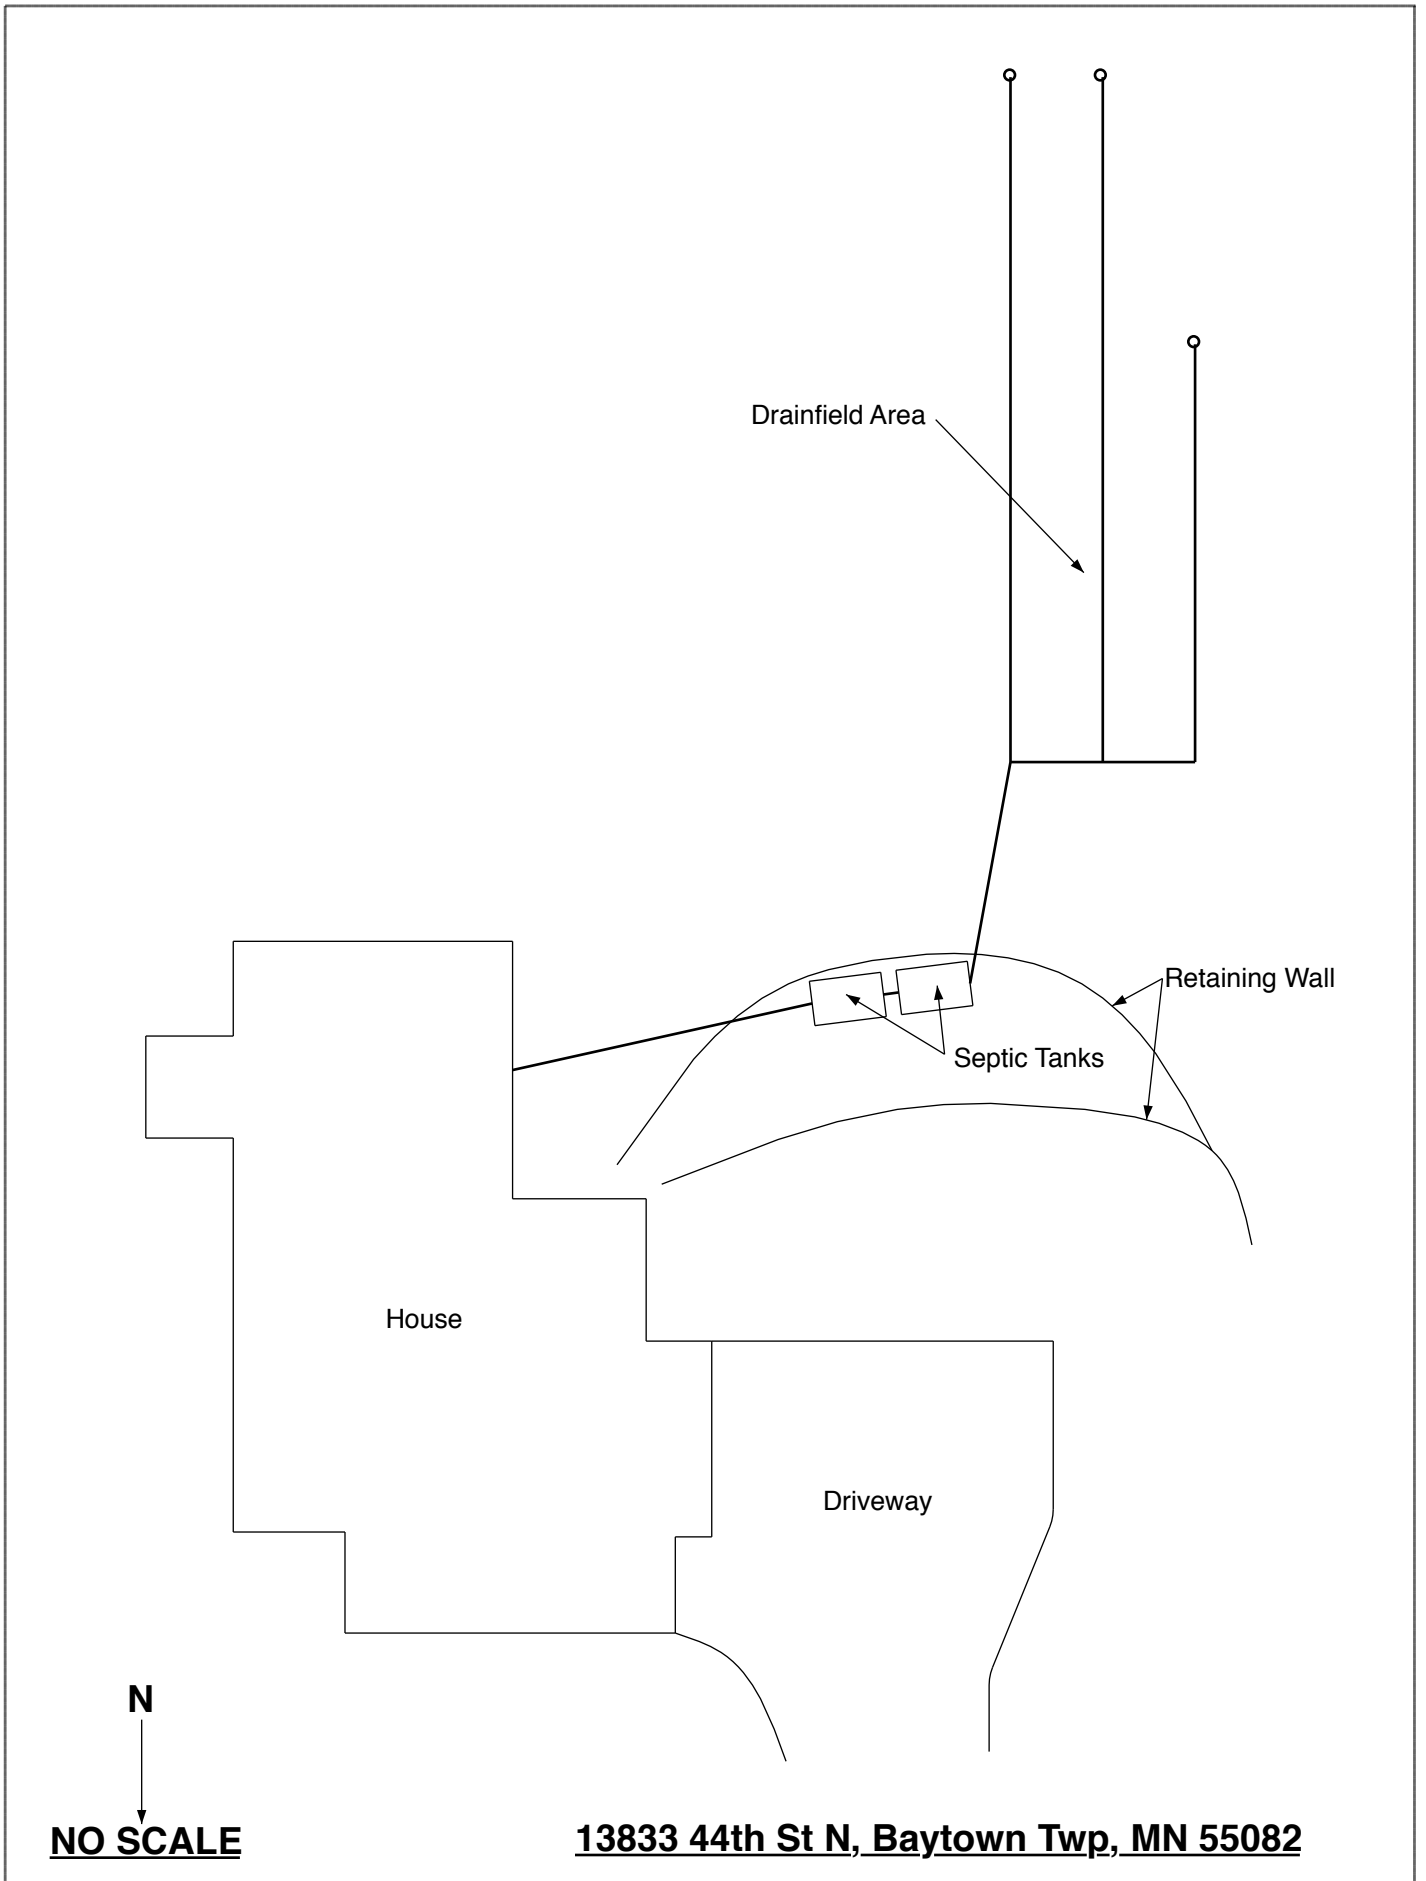 Drainfield Area
Retaining Wall
Septic Tanks
House
Driveway
N
NO SCALE
13833 44th St N, Baytown Twp, MN 55082